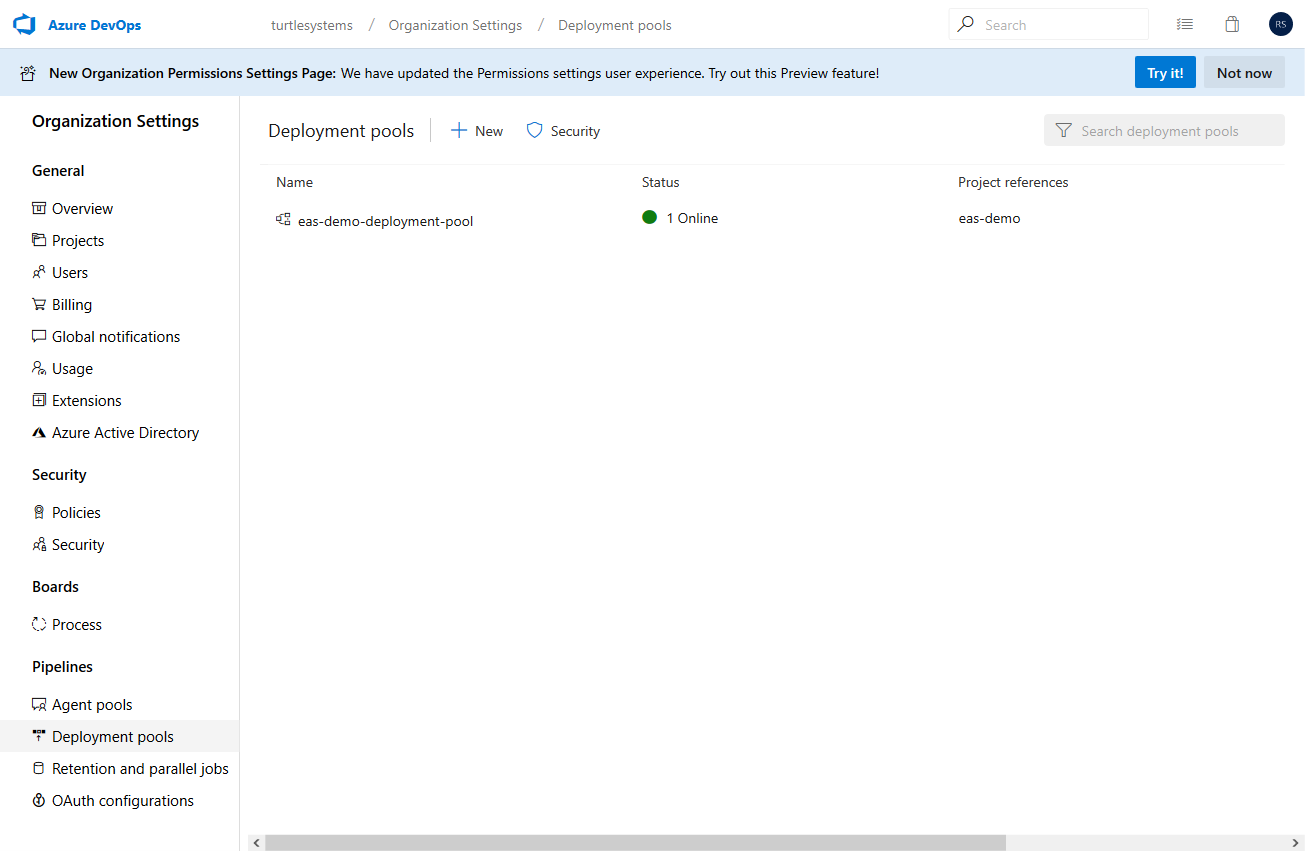 Azure DevOps
turtlesystems / Organization Settings / Deployment pools
Search
RS
New Organization Permissions Settings Page: We have updated the Permissions settings user experience. Try out this Preview feature!
Try it!
Not now
Organization Settings
General
Overview
Projects
Users
Billing
Global notifications
Usage
Extensions
Azure Active Directory
Security
Policies
Security
Boards
Process
Pipelines
Agent pools
Deployment pools
Retention and parallel jobs
OAuth configurations
Deployment pools
New
Security
Search deployment pools
Name Status Project references
eas-demo-deployment-pool 1 Online eas-demo